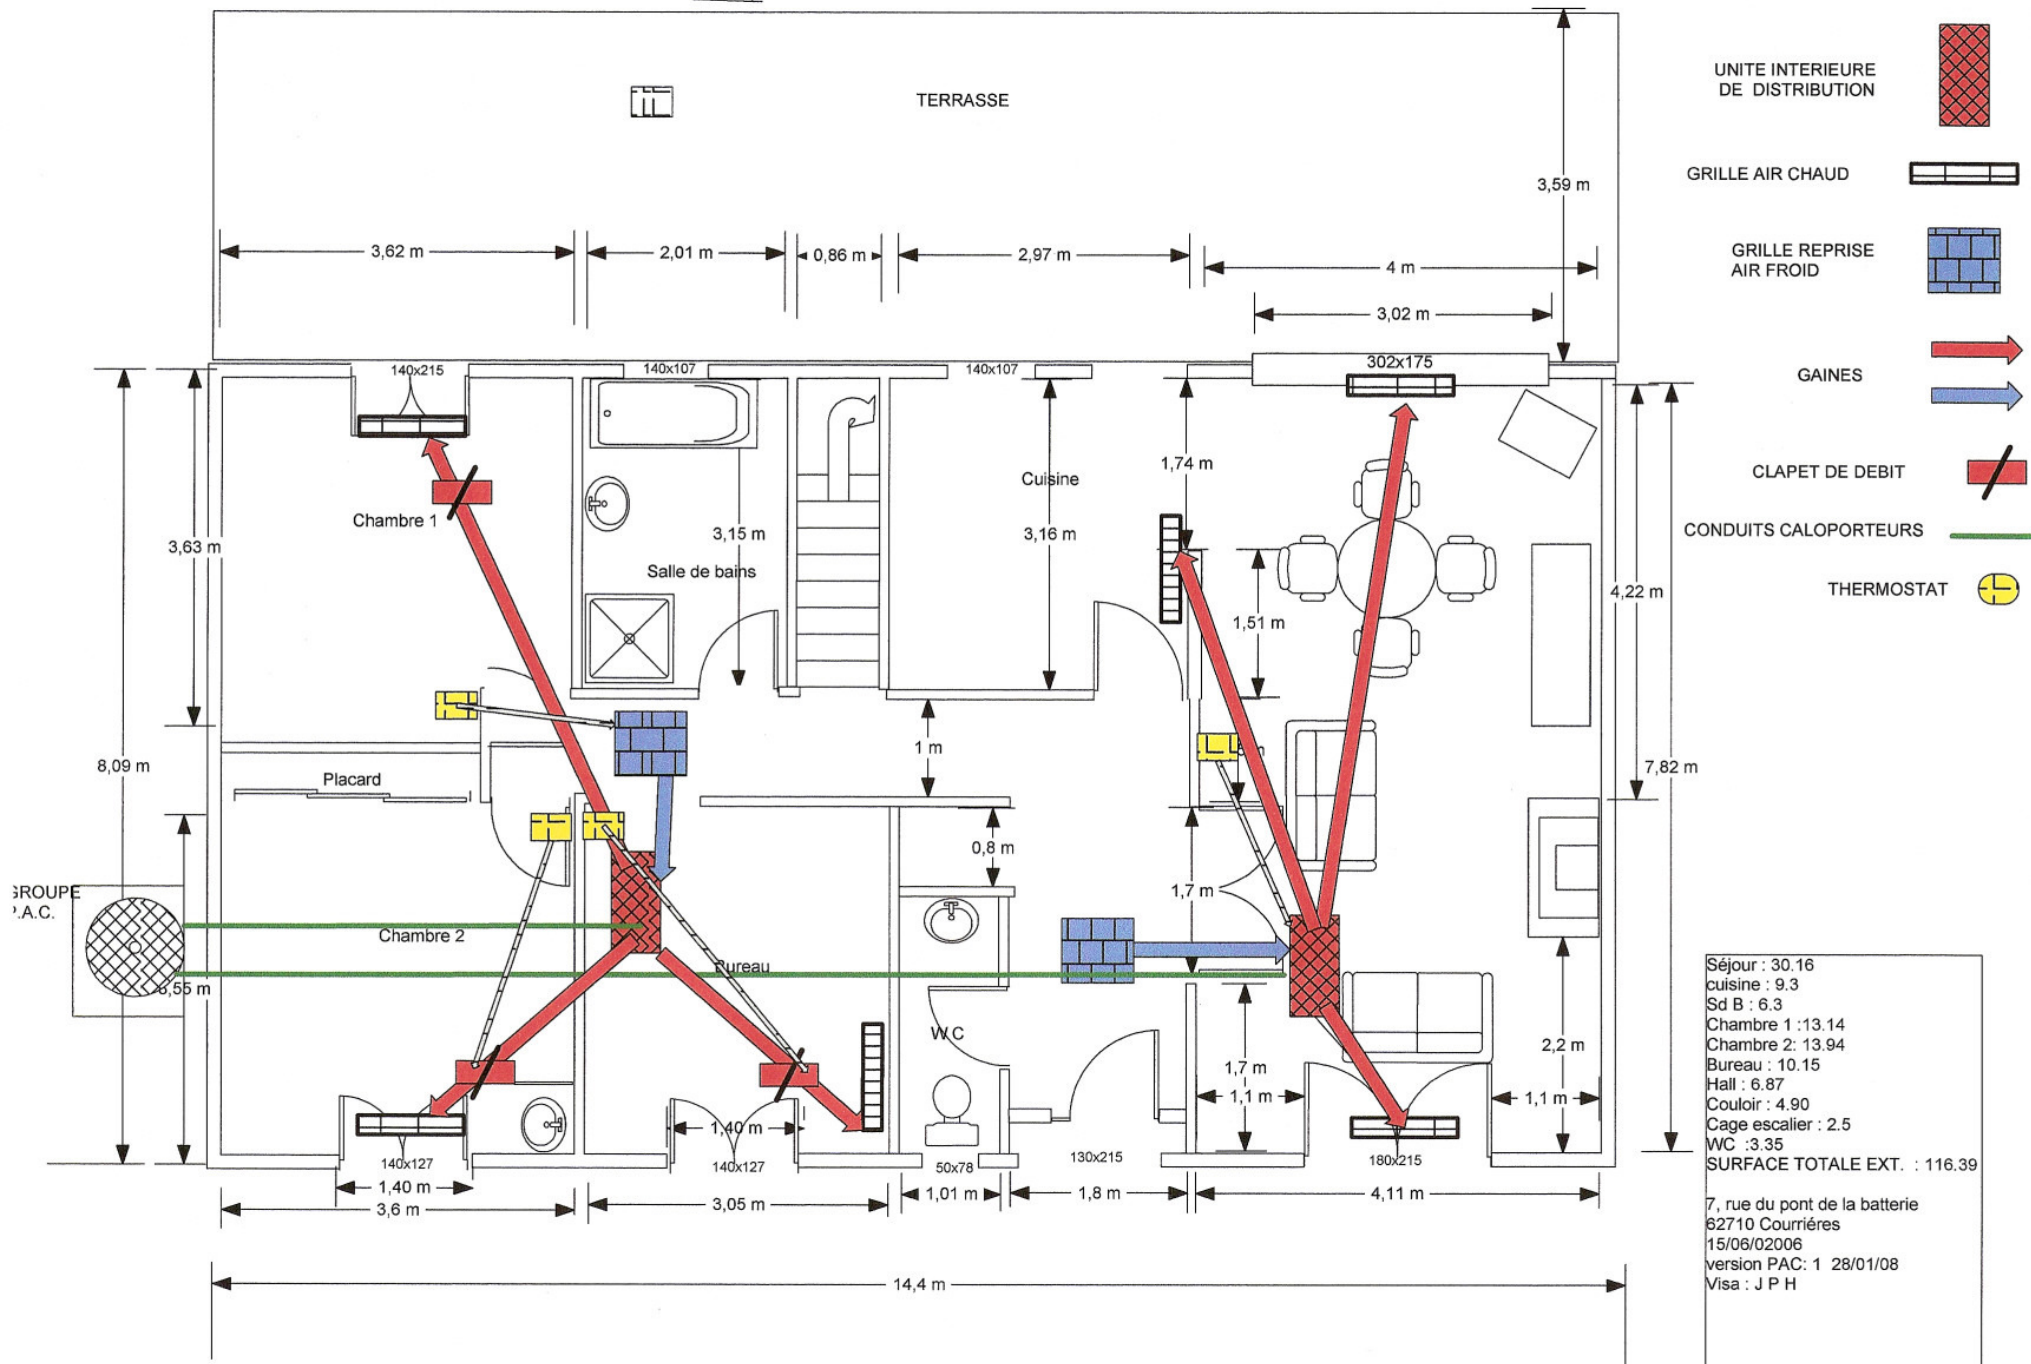 TERRASSE
3,59 m
3,62 m
2,01 m
0,86 m
2,97 m
4 m
3,02 m
140x215
140x107
140x107
302x175
Chambre 1
3,63 m
3,15 m
Salle de bains
Cuisine
3,16 m
1,74 m
1,51 m
4,22 m
8,09 m
Placard
1 m
7,82 m
0,8 m
1,7 m
GROUPE
P.A.C.
Chambre 2
Bureau
,55 m
W.C
1,7 m
2,2 m
1,1 m
1,1 m
1,40 m
140x127
140x127
50x78
130x215
180x215
1,40 m
3,6 m
3,05 m
1,01 m
1,8 m
4,11 m
14,4 m
UNITE INTERIEURE
DE DISTRIBUTION
GRILLE AIR CHAUD
GRILLE REPRISE
AIR FROID
GAINES
CLAPET DE DEBIT
CONDUITS CALOPORTEURS
THERMOSTAT
Séjour : 30.16
cuisine : 9.3
Sd B : 6.3
Chambre 1 :13.14
Chambre 2: 13.94
Bureau : 10.15
Hall : 6.87
Couloir : 4.90
Cage escalier : 2.5
WC :3.35
SURFACE TOTALE EXT. : 116.39
7, rue du pont de la batterie
62710 Courriéres
15/06/02006
version PAC: 1 28/01/08
Visa : J P H